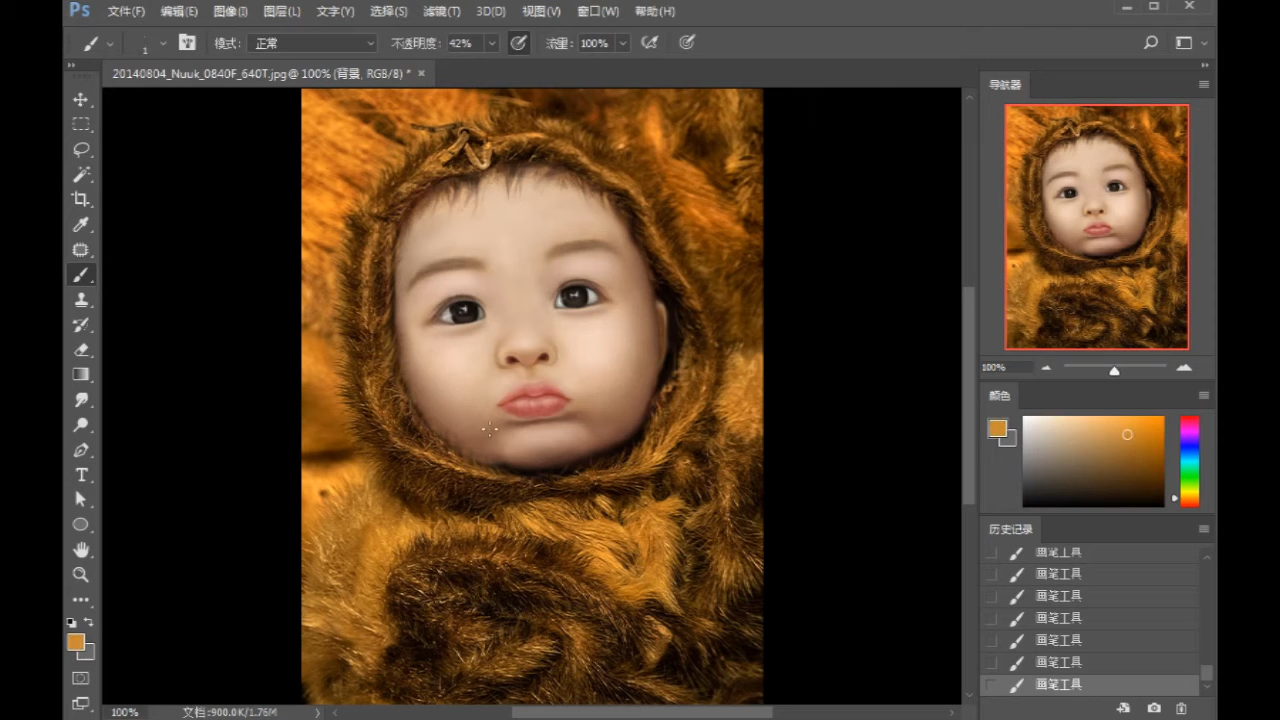 Ps 文件(F) 编辑(E) 图像(I) 图层(L) 文字(Y) 选择(S) 滤镜(T) 3D(D) 视图(V) 窗口(W) 帮助(H)
1 模式: 正常 不透明度: 42% 流里: 100%
20140804_Nuuk_0840F_640T.jpg @ 100% (背景, RGB/8) * ×
导航器
100%
颜色
历史记录
画笔工具
画笔工具
画笔工具
画笔工具
画笔工具
画笔工具
画笔工具
100% 文档:900.0K/1.76M